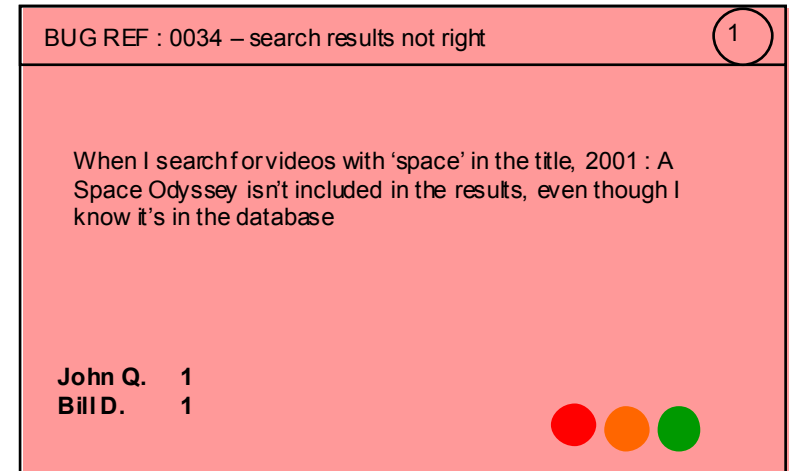 BUG REF : 0034 – search results not right
1
When I search for videos with ‘space’ in the title, 2001 : A
Space Odyssey isn’t included in the results, even though I
know it’s in the database
John Q. 1
Bill D. 1